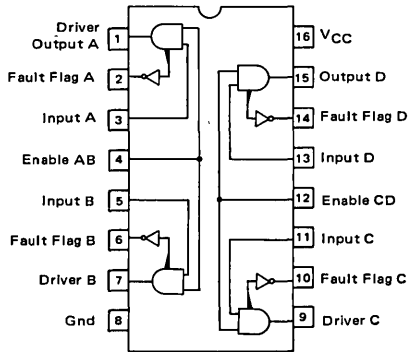 Driver
Output A
1
Fault Flag A
2
Input A
3
Enable AB
4
Input B
5
Fault Flag B
6
Driver B
7
Gnd
8
16
VCC
15
Output D
14
Fault Flag D
13
Input D
12
Enable CD
11
Input C
10
Fault Flag C
9
Driver C